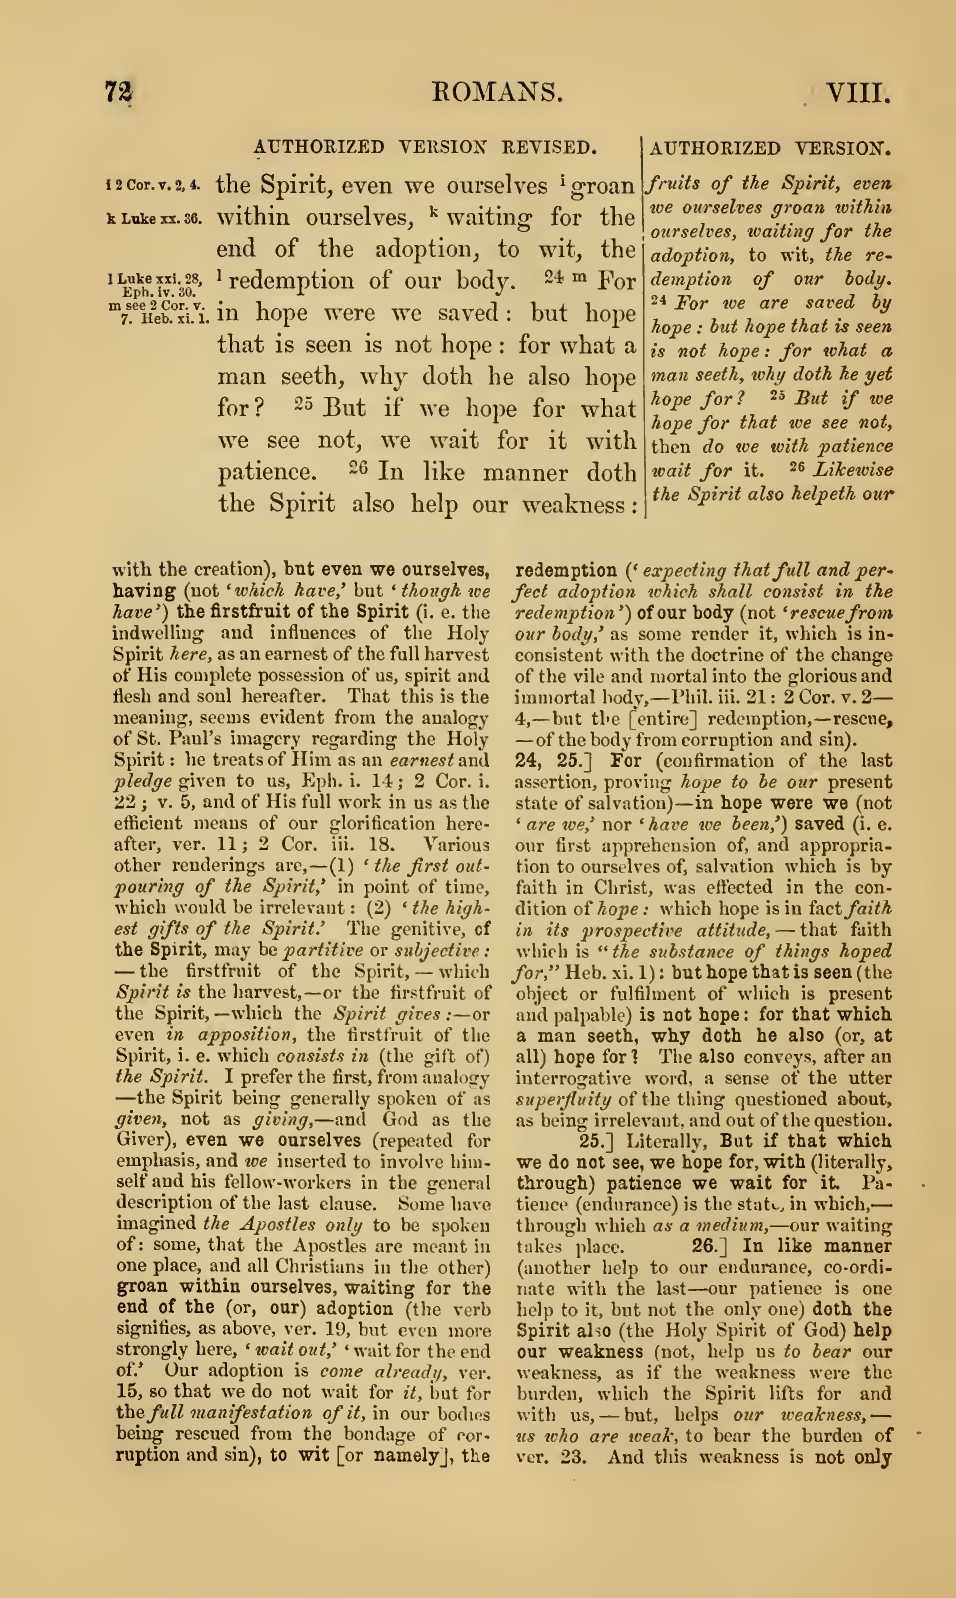 72 ROMANS. VIII.
AUTHORIZED VERSION REVISED.
i 2 Cor. v. 2, 4.
k Luke xx. 36.
l Luke xxi. 28,
Eph. iv. 30.
m see 2 Cor. v.
7. Heb. xi. 1.
the Spirit, even we ourselves i groan
within ourselves, k waiting for the
end of the adoption, to wit, the
l redemption of our body. 24 m For
in hope were we saved : but hope
that is seen is not hope : for what a
man seeth, why doth he also hope
for? 25 But if we hope for what
we see not, we wait for it with
patience. 26 In like manner doth
the Spirit also help our weakness :
AUTHORIZED VERSION.
fruits of the Spirit, even
we ourselves groan within
ourselves, waiting for the
adoption, to wit, the re-
demption of our body.
24 For we are saved by
hope : but hope that is seen
is not hope : for what a
man seeth, why doth he yet
hope for? 25 But if we
hope for that we see not,
then do we with patience
wait for it. 26 Likewise
the Spirit also helpeth our
with the creation), but even we ourselves,
having (not ‘which have,’ but ‘though we
have’) the firstfruit of the Spirit (i. e. the
indwelling and influences of the Holy
Spirit here, as an earnest of the full harvest
of His complete possession of us, spirit and
flesh and soul hereafter. That this is the
meaning, seems evident from the analogy
of St. Paul's imagery regarding the Holy
Spirit : he treats of Him as an earnest and
pledge given to us, Eph. i. 14 ; 2 Cor. i.
22 ; v. 5, and of His full work in us as the
efficient means of our glorification here-
after, ver. 11 ; 2 Cor. iii. 18. Various
other renderings are,—(1) ‘the first out-
pouring of the Spirit,’ in point of time,
which would be irrelevant : (2) ‘the high-
est gifts of the Spirit.’ The genitive, of
the Spirit, may be partitive or subjective :
— the firstfruit of the Spirit, — which
Spirit is the harvest,—or the firstfruit of
the Spirit,—which the Spirit gives :—or
even in apposition, the firstfruit of the
Spirit, i. e. which consists in (the gift of)
the Spirit. I prefer the first, from analogy
—the Spirit being generally spoken of as
given, not as giving,—and God as the
Giver), even we ourselves (repeated for
emphasis, and we inserted to involve him-
self and his fellow-workers in the general
description of the last clause. Some have
imagined the Apostles only to be spoken
of : some, that the Apostles are meant in
one place, and all Christians in the other)
groan within ourselves, waiting for the
end of the (or, our) adoption (the verb
signifies, as above, ver. 19, but even more
strongly here, ‘wait out,’ ‘wait for the end
of.’ Our adoption is come already, ver.
15, so that we do not wait for it, but for
the full manifestation of it, in our bodies
being rescued from the bondage of cor-
ruption and sin), to wit [or namely], the
redemption (‘expecting that full and per-
fect adoption which shall consist in the
redemption’) of our body (not ‘rescue from
our body,’ as some render it, which is in-
consistent with the doctrine of the change
of the vile and mortal into the glorious and
immortal body,—Phil. iii. 21 : 2 Cor. v. 2—
4,—but the [entire] redemption,—rescue,
—of the body from corruption and sin).
24, 25.] For (confirmation of the last
assertion, proving hope to be our present
state of salvation)—in hope were we (not
‘are we,’ nor ‘have we been,’) saved (i. e.
our first apprehension of, and appropria-
tion to ourselves of, salvation which is by
faith in Christ, was effected in the con-
dition of hope : which hope is in fact faith
in its prospective attitude, — that faith
which is “the substance of things hoped
for,” Heb. xi. 1) : but hope that is seen (the
object or fulfilment of which is present
and palpable) is not hope : for that which
a man seeth, why doth he also (or, at
all) hope for? The also conveys, after an
interrogative word, a sense of the utter
superfluity of the thing questioned about,
as being irrelevant, and out of the question.
25.] Literally, But if that which
we do not see, we hope for, with (literally,
through) patience we wait for it. Pa-
tience (endurance) is the state, in which,—
through which as a medium,—our waiting
takes place. 26.] In like manner
(another help to our endurance, co-ordi-
nate with the last—our patience is one
help to it, but not the only one) doth the
Spirit also (the Holy Spirit of God) help
our weakness (not, help us to bear our
weakness, as if the weakness were the
burden, which the Spirit lifts for and
with us, — but, helps our weakness, —
us who are weak, to bear the burden of
ver. 23. And this weakness is not only